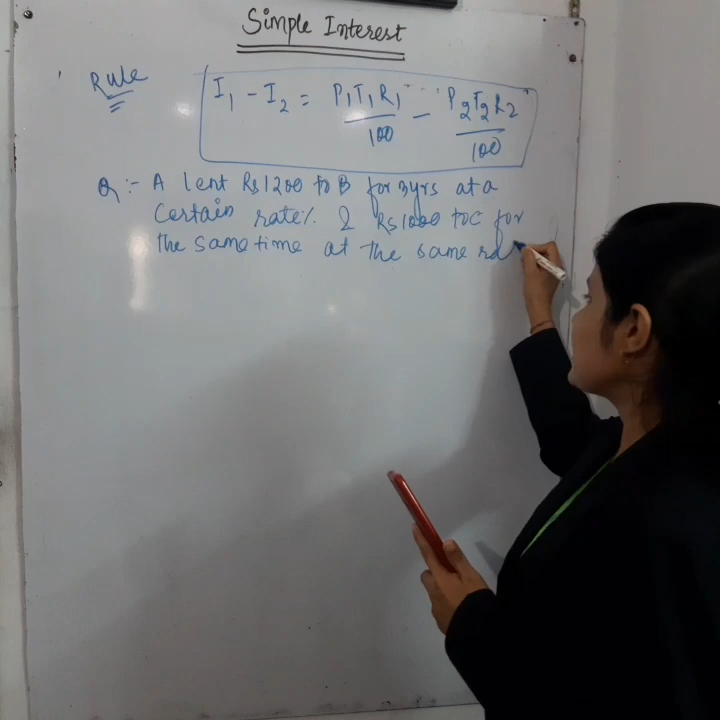 Simple Interest
Rule
I₁ - I₂ = P₁T₁R₁/100 - P₂T₂R₂/100
Q:- A lent Rs1200 to B for 3yrs at a
certain rate%. & Rs1000 to C for
the same time at the same ra